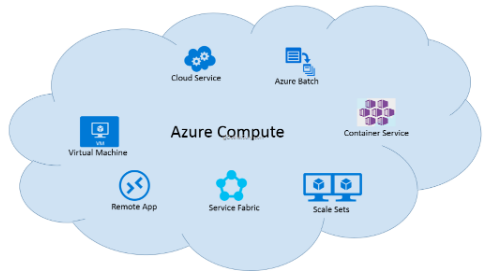 Cloud Service
Azure Batch
Azure Compute
Container Service
VM
Virtual Machine
Remote App
Service Fabric
Scale Sets